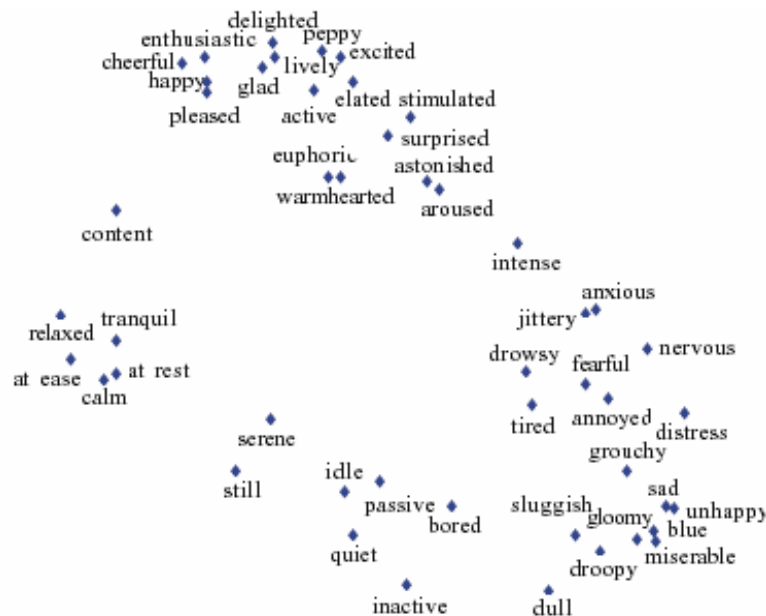 delighted
peppy
enthusiastic
excited
cheerful
lively
happy
glad
elated stimulated
pleased
active
surprised
euphoric
astonished
warmhearted
aroused
content
intense
anxious
jittery
relaxed
tranquil
nervous
drowsy
fearful
at ease
at rest
calm
tired
annoyed
distress
serene
grouchy
idle
still
sad
passive
sluggish
unhappy
bored
gloomy
blue
quiet
miserable
droopy
inactive
dull